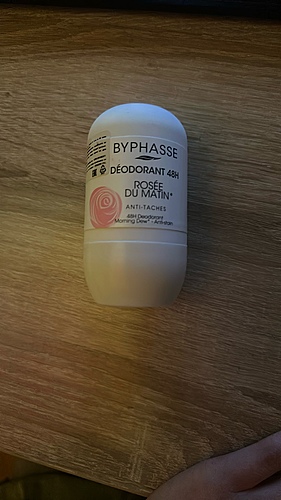 BYPHASSE
DÉODORANT 48H
ROSÉE
DU MATIN*
ANTI-TACHES
48H Deodorant
Morning Dew* - Anti-stain